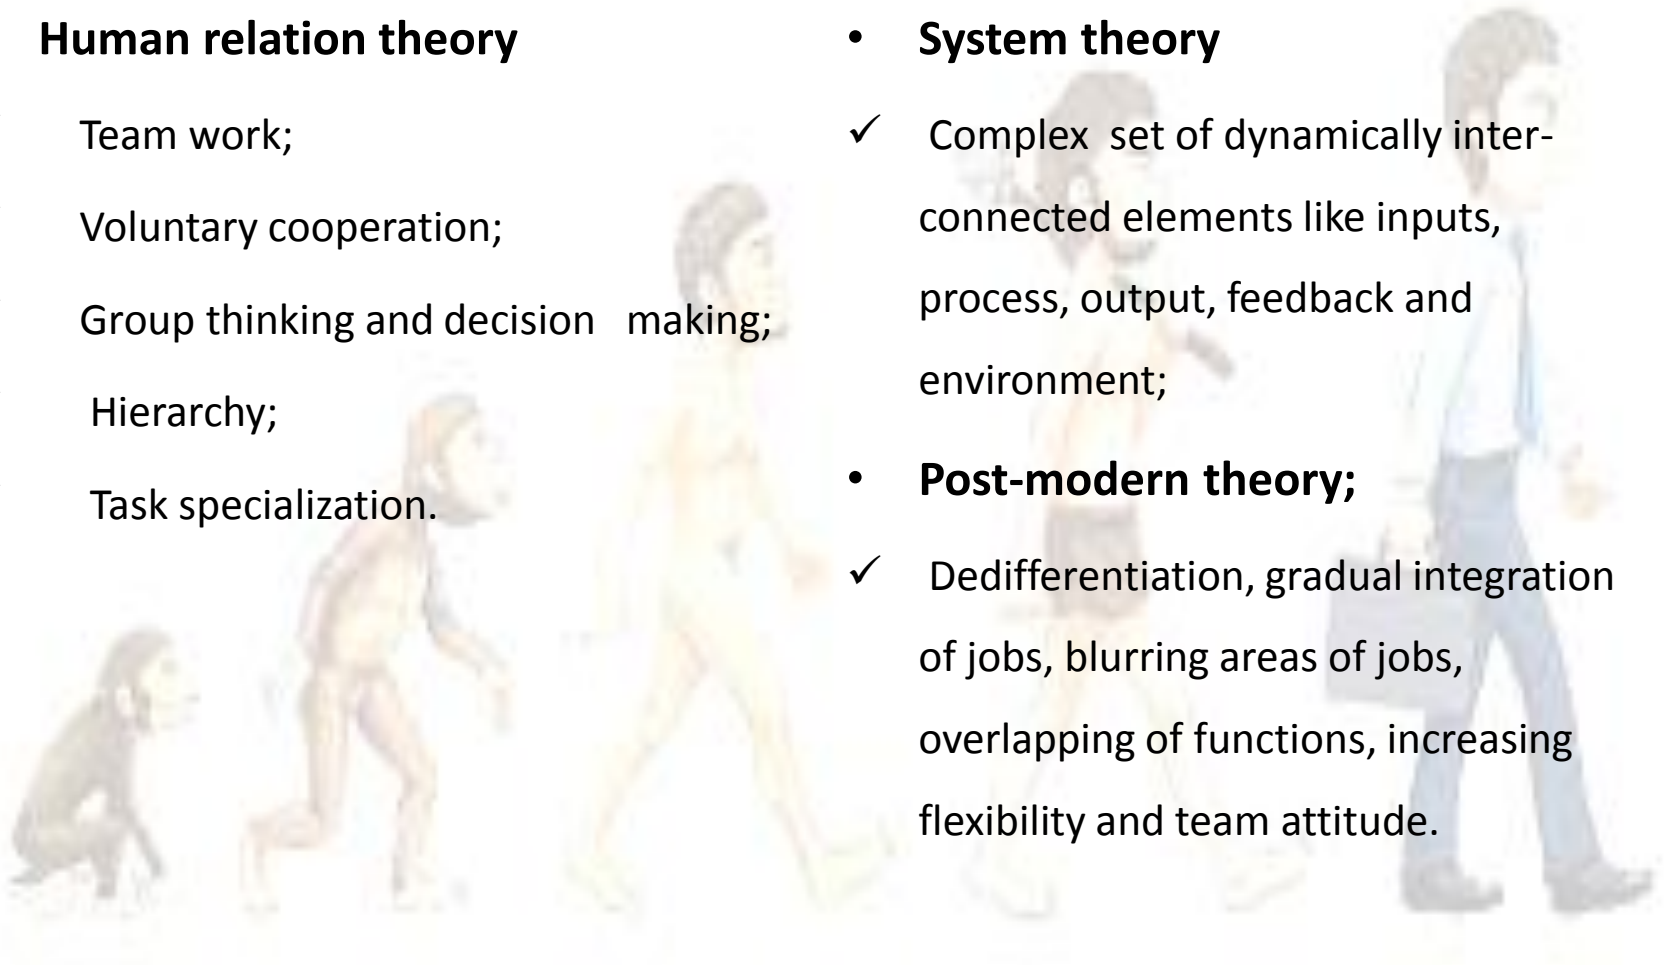 Human relation theory
Team work;
Voluntary cooperation;
Group thinking and decision making;
Hierarchy;
Task specialization.
• System theory
✓ Complex set of dynamically inter-
connected elements like inputs,
process, output, feedback and
environment;
• Post-modern theory;
✓ Dedifferentiation, gradual integration
of jobs, blurring areas of jobs,
overlapping of functions, increasing
flexibility and team attitude.